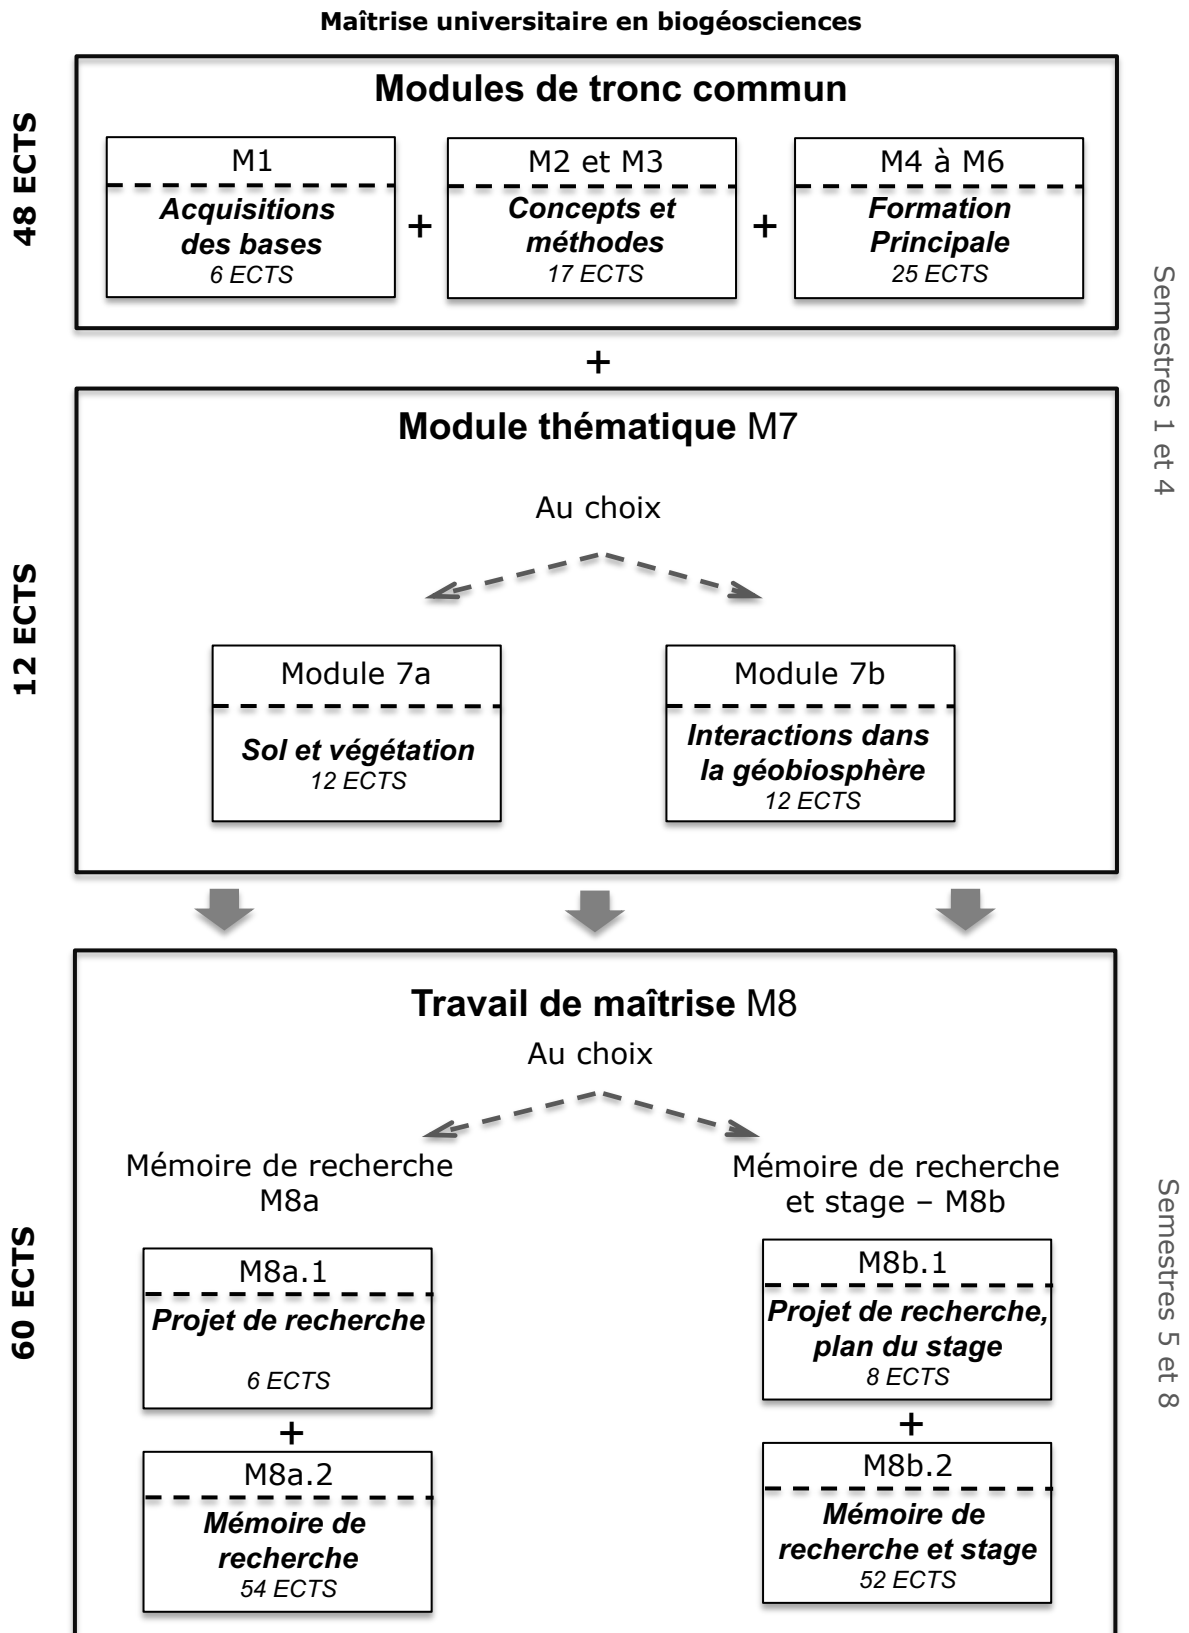 Maîtrise universitaire en biogéosciences
48 ECTS
Modules de tronc commun
M1
Acquisitions
des bases
6 ECTS
+
M2 et M3
Concepts et
méthodes
17 ECTS
+
M4 à M6
Formation
Principale
25 ECTS
Semestres 1 et 4
+
12 ECTS
Module thématique M7
Au choix
Module 7a
Sol et végétation
12 ECTS
Module 7b
Interactions dans
la géobiosphère
12 ECTS
60 ECTS
Travail de maîtrise M8
Au choix
Mémoire de recherche
M8a
M8a.1
Projet de recherche
6 ECTS
+
M8a.2
Mémoire de
recherche
54 ECTS
Mémoire de recherche
et stage – M8b
M8b.1
Projet de recherche,
plan du stage
8 ECTS
+
M8b.2
Mémoire de
recherche et stage
52 ECTS
Semestres 5 et 8